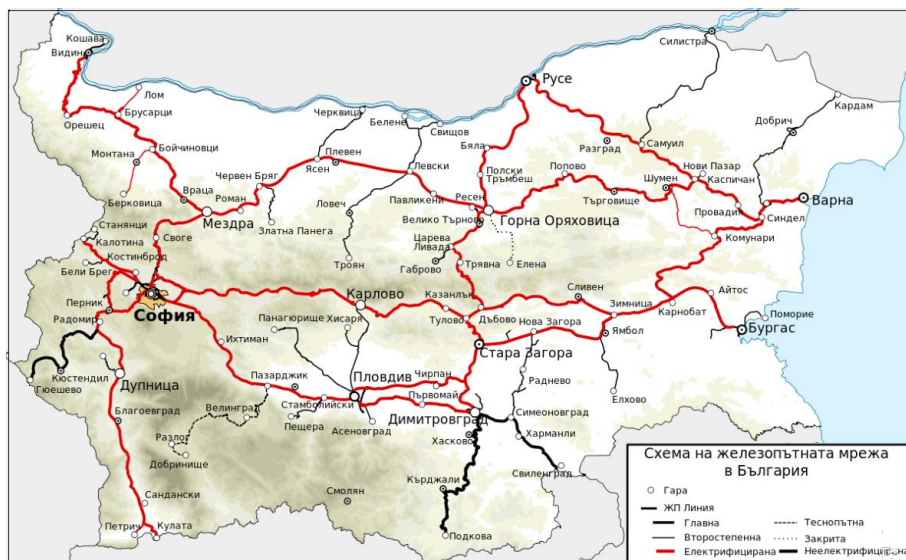 Кошава
Видин
Силистра
Русе
Лом
Кардам
Орешец
Брусарци
Черквица
Белене
Свищов
Добрич
Бойчиновци
Монтана
Бяла
Разград
Самуил
Плевен
Ясен
Левски
Полски
Тръмбеш
Попово
Нови Пазар
Каспичан
Шумен
Червен Бряг
Враца
Роман
Берковица
Ловеч
Павликени
Ресен
Търговище
Варна
Мездра
Велико Търново
Горна Оряховица
Провадия
Синдел
Станянци
Калотина
Своге
Златна Панега
Царева
Ливада
Комунари
Костинброд
Троян
Габрово
Трявна
Елена
Бели Брег
Перник
София
Карлово
Казанлък
Сливен
Айтос
Зимница
Карнобат
Поморие
Радомир
Панагюрище
Хисаря
Тулово
Дъбово
Нова Загора
Ямбол
Бургас
Ихтиман
Стара Загора
Кюстендил
Гюешево
Дупница
Пазарджик
Пловдив
Чирпан
Раднево
Елхово
Благоевград
Велинград
Стамболийски
Първомай
Димитровград
Симеоновград
Пещера
Асеновград
Разлог
Хасково
Харманли
Добринище
Свиленград
Сандански
Смолян
Кърджали
Петрич
Кулата
Подкова
Схема на железопътната мрежа
в България
Гара
ЖП Линия
Главна
Теснопътна
Второстепенна
Закрита
Електрифицирана